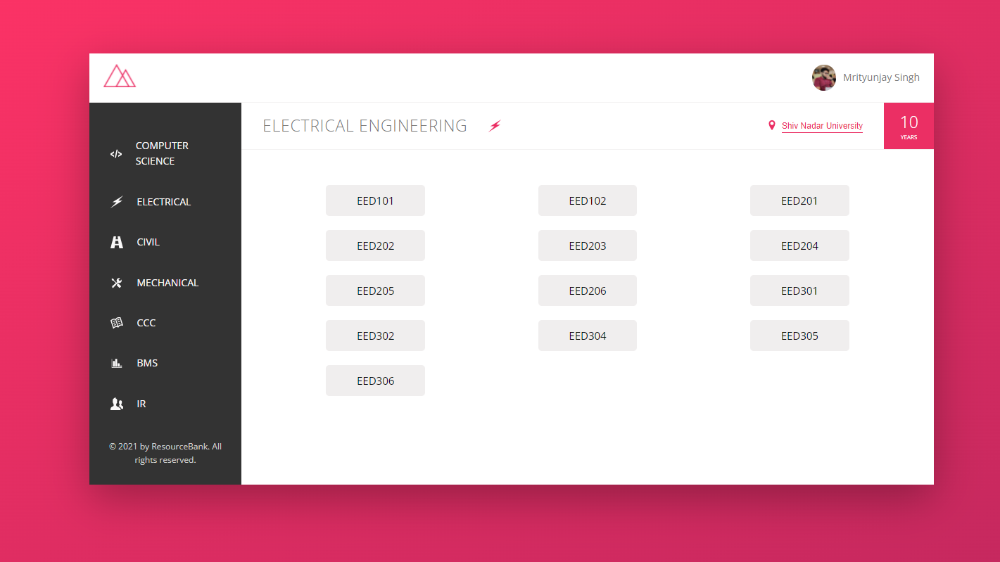 Mrityunjay Singh
ELECTRICAL ENGINEERING
Shiv Nadar University
10
YEARS
COMPUTER
SCIENCE
ELECTRICAL
CIVIL
MECHANICAL
CCC
BMS
IR
© 2021 by ResourceBank. All
rights reserved.
EED101 EED102 EED201
EED202 EED203 EED204
EED205 EED206 EED301
EED302 EED304 EED305
EED306